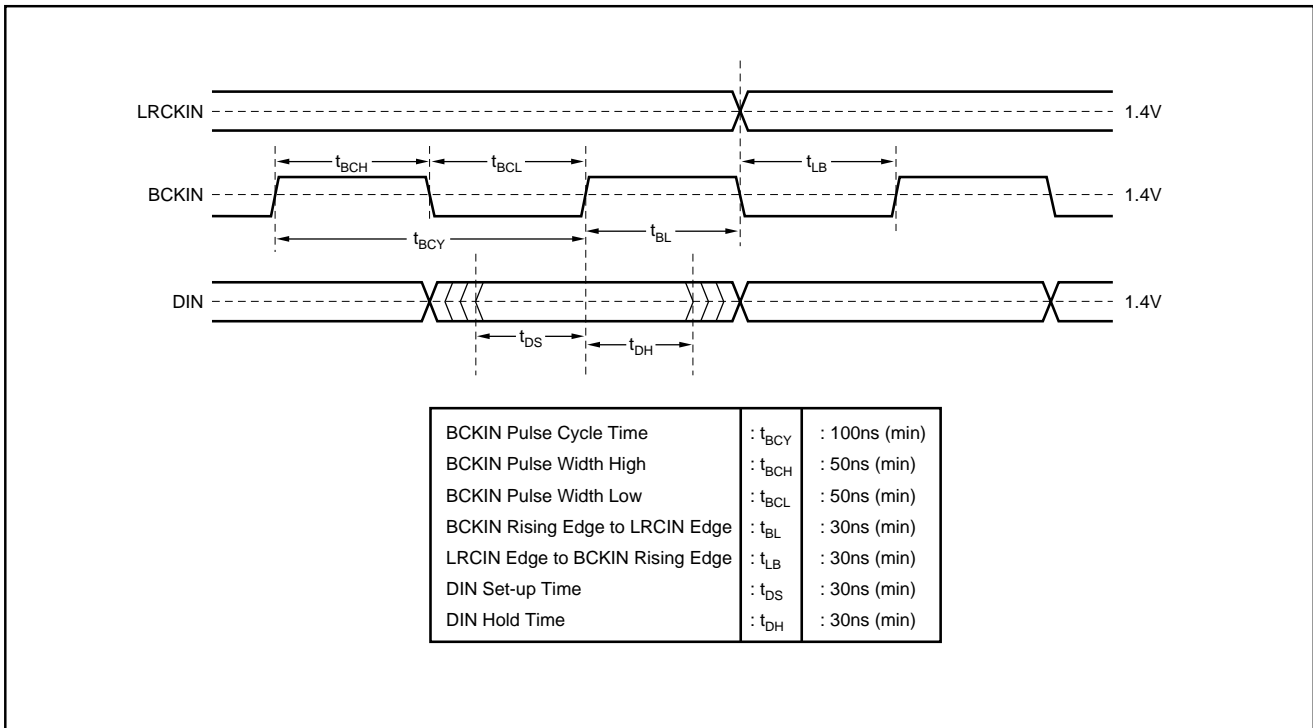 LRCKIN 1.4V
tBCH tBCL tLB
BCKIN 1.4V
tBCY tBL
DIN 1.4V
tDS tDH
BCKIN Pulse Cycle Time : tBCY : 100ns (min)
BCKIN Pulse Width High : tBCH : 50ns (min)
BCKIN Pulse Width Low : tBCL : 50ns (min)
BCKIN Rising Edge to LRCIN Edge : tBL : 30ns (min)
LRCIN Edge to BCKIN Rising Edge : tLB : 30ns (min)
DIN Set-up Time : tDS : 30ns (min)
DIN Hold Time : tDH : 30ns (min)